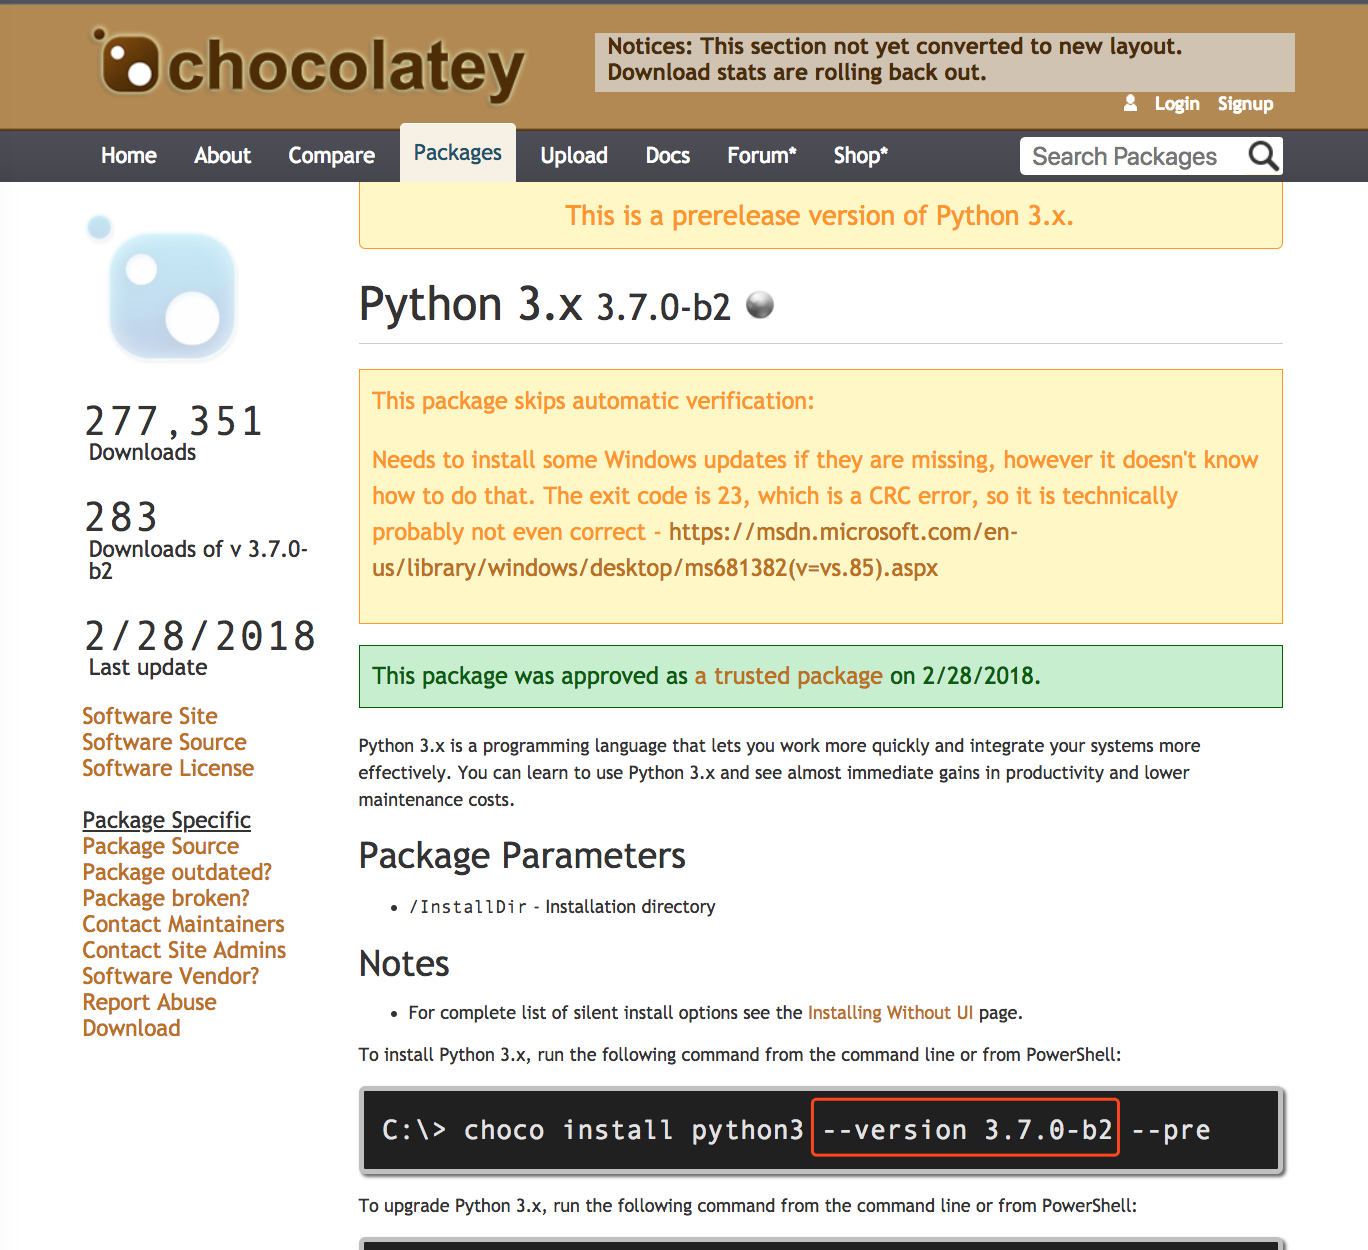 chocolatey
Notices: This section not yet converted to new layout.
Download stats are rolling back out.
Login Signup
Home About Compare Packages Upload Docs Forum* Shop* Search Packages
This is a prerelease version of Python 3.x.
Python 3.x 3.7.0-b2
277,351
Downloads
283
Downloads of v 3.7.0-
b2
2/28/2018
Last update
Software Site
Software Source
Software License
Package Specific
Package Source
Package outdated?
Package broken?
Contact Maintainers
Contact Site Admins
Software Vendor?
Report Abuse
Download
This package skips automatic verification:
Needs to install some Windows updates if they are missing, however it doesn't know
how to do that. The exit code is 23, which is a CRC error, so it is technically
probably not even correct - https://msdn.microsoft.com/en-
us/library/windows/desktop/ms681382(v=vs.85).aspx
This package was approved as a trusted package on 2/28/2018.
Python 3.x is a programming language that lets you work more quickly and integrate your systems more
effectively. You can learn to use Python 3.x and see almost immediate gains in productivity and lower
maintenance costs.
Package Parameters
• /InstallDir - Installation directory
Notes
• For complete list of silent install options see the Installing Without UI page.
To install Python 3.x, run the following command from the command line or from PowerShell:
C:\> choco install python3 --version 3.7.0-b2 --pre
To upgrade Python 3.x, run the following command from the command line or from PowerShell: